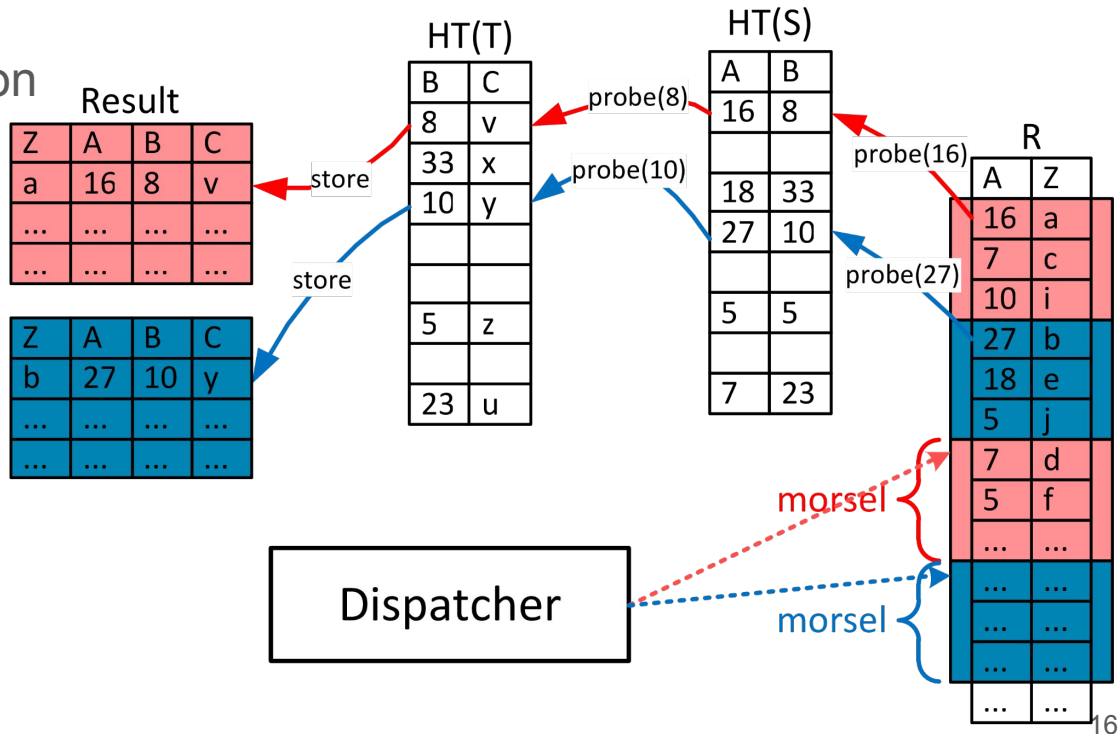 on
Result
Z A B C
a 16 8 v
... ... ... ...
... ... ... ...
Z A B C
b 27 10 y
... ... ... ...
... ... ... ...
store
store
HT(T)
B C
8 v
33 x
10 y
5 z
23 u
probe(8)
probe(10)
HT(S)
A B
16 8
18 33
27 10
5 5
7 23
probe(16)
probe(27)
R
A Z
16 a
7 c
10 i
27 b
18 e
5 j
7 d
5 f
... ...
... ...
... ...
... ...
... ...
morsel
morsel
Dispatcher
16